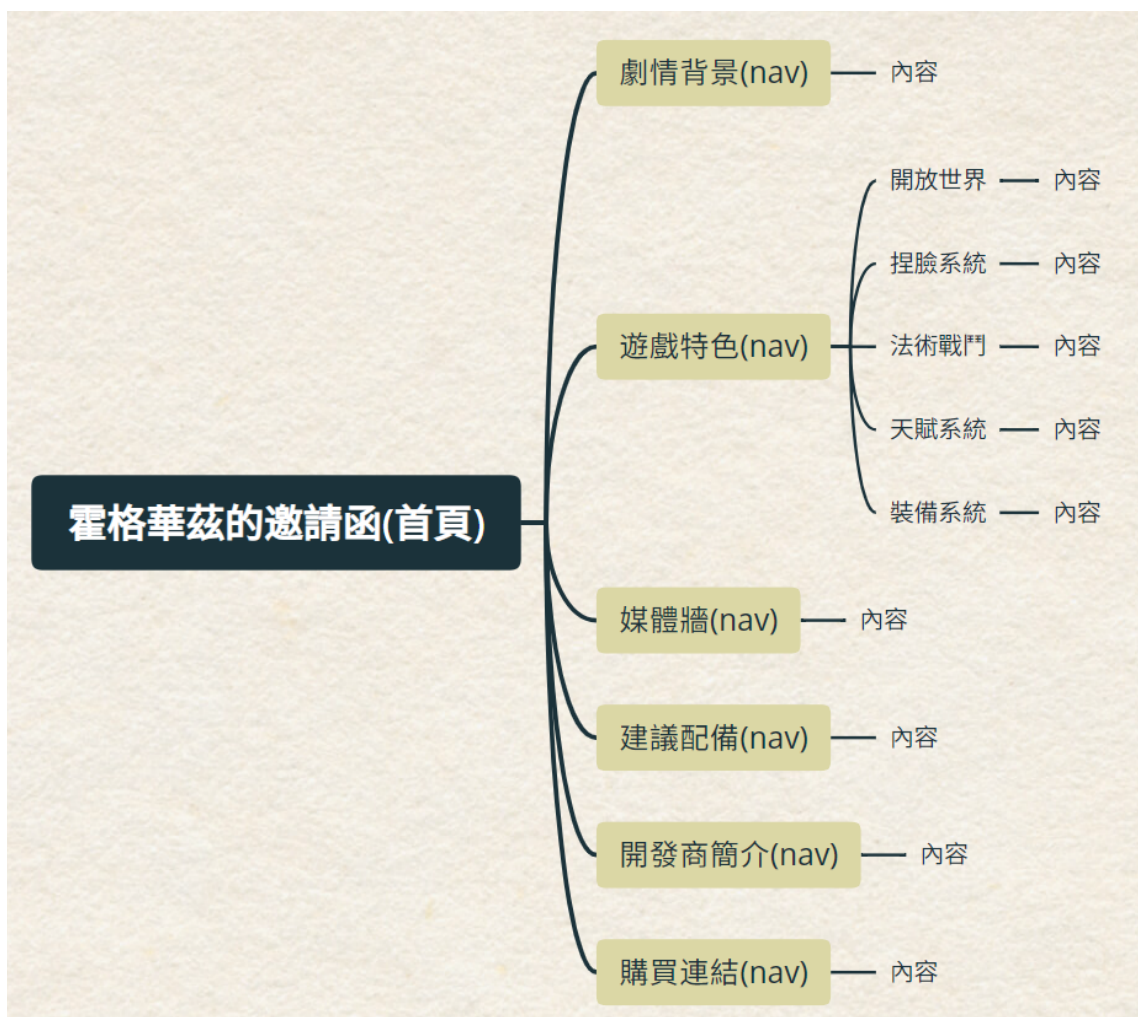 劇情背景(nav)
內容
遊戲特色(nav)
開放世界
內容
捏臉系統
內容
法術戰鬥
內容
天賦系統
內容
裝備系統
內容
霍格華茲的邀請函(首頁)
媒體牆(nav)
內容
建議配備(nav)
內容
開發商簡介(nav)
內容
購買連結(nav)
內容